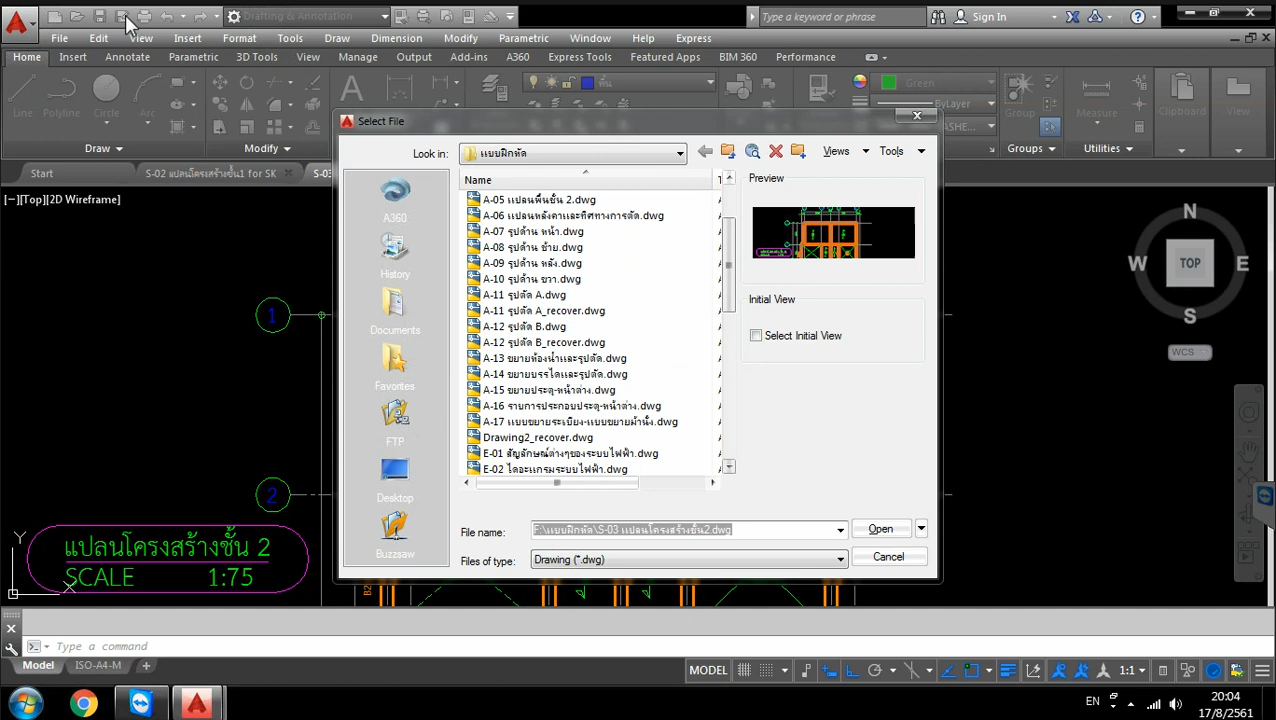 Drafting & Annotation
Type a keyword or phrase
Sign In
File Edit View Insert Format Tools Draw Dimension Modify Parametric Window Help Express
Home Insert Annotate Parametric 3D Tools View Manage Output Add-ins A360 Express Tools Featured Apps BIM 360 Performance
พื้น
Green
Line Polyline Circle Arc
ByLayer
Group Measure Clipboard View
Draw Modify Groups Utilities
Start S-02 แปลนโครงสร้างชั้น1 for SK S-03
[−][Top][2D Wireframe]
Select File
Look in: แบบฝึกหัด Views Tools
Name
A-05 แปลนพื้นชั้น 2.dwg
A-06 แปลนหลังคาและทิศทางการตัด.dwg
A-07 รูปด้าน หน้า.dwg
A-08 รูปด้าน ซ้าย.dwg
A-09 รูปด้าน หลัง.dwg
A-10 รูปด้าน ขวา.dwg
A-11 รูปตัด A.dwg
A-11 รูปตัด A_recover.dwg
A-12 รูปตัด B.dwg
A-12 รูปตัด B_recover.dwg
A-13 ขยายห้องน้ำและรูปตัด.dwg
A-14 ขยายบรรไดและรูปตัด.dwg
A-15 ขยายประตู-หน้าต่าง.dwg
A-16 รายการประกอบประตู-หน้าต่าง.dwg
A-17 แบบขยายระเบียง-แบบขยายม้านั่ง.dwg
Drawing2_recover.dwg
E-01 สัญลักษณ์ต่างๆของระบบไฟฟ้า.dwg
E-02 ไดอะแกรมระบบไฟฟ้า.dwg
A360
History
Documents
Favorites
FTP
Desktop
Buzzsaw
Preview
Initial View
Select Initial View
File name: F:\แบบฝึกหัด\S-03 แปลนโครงสร้างชั้น2.dwg Open
Files of type: Drawing (*.dwg) Cancel
N
W TOP E
S
WCS
1
2
Y
X
แปลนโครงสร้างชั้น 2
SCALE 1:75
B2
Type a command
Model ISO-A4-M
MODEL 1:1
EN
20:04
17/8/2561